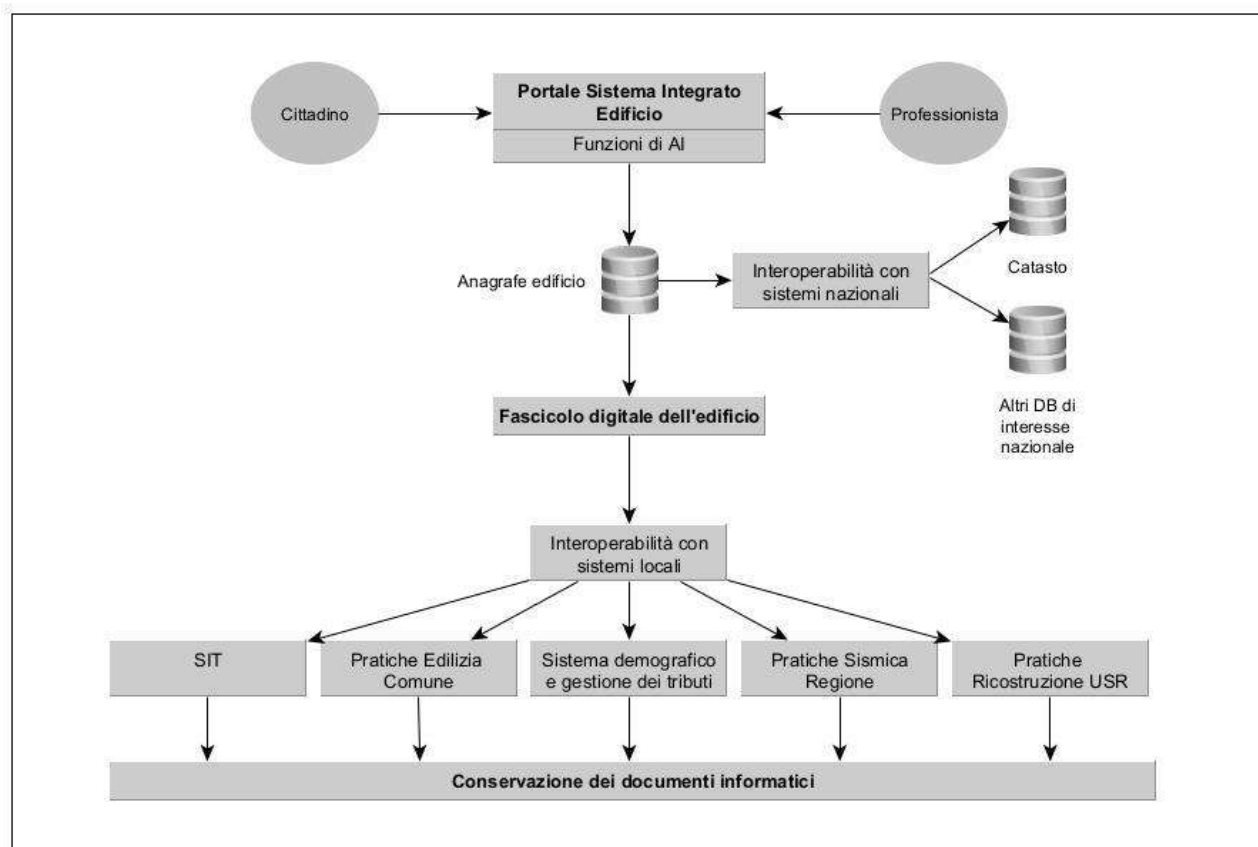 Portale Sistema Integrato
Edificio
Cittadino
Professionista
Funzioni di AI
Anagrafe edificio
Interoperabilità con
sistemi nazionali
Catasto
Altri DB di
interesse
nazionale
Fascicolo digitale dell'edificio
Interoperabilità con
sistemi locali
SIT
Pratiche Edilizia
Comune
Sistema demografico
e gestione dei tributi
Pratiche Sismica
Regione
Pratiche
Ricostruzione USR
Conservazione dei documenti informatici